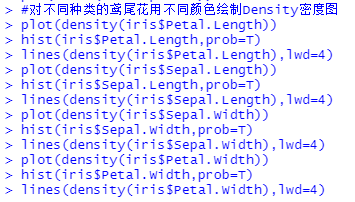 > #对不同种类的鸢尾花用不同颜色绘制Density密度图
> plot(density(iris$Petal.Length))
> hist(iris$Petal.Length,prob=T)
> lines(density(iris$Petal.Length),lwd=4)
> plot(density(iris$Sepal.Length))
> hist(iris$Sepal.Length,prob=T)
> lines(density(iris$Sepal.Length),lwd=4)
> plot(density(iris$Sepal.Width))
> hist(iris$Sepal.Width,prob=T)
> lines(density(iris$Sepal.Width),lwd=4)
> plot(density(iris$Petal.Width))
> hist(iris$Petal.Width,prob=T)
> lines(density(iris$Petal.Width),lwd=4)